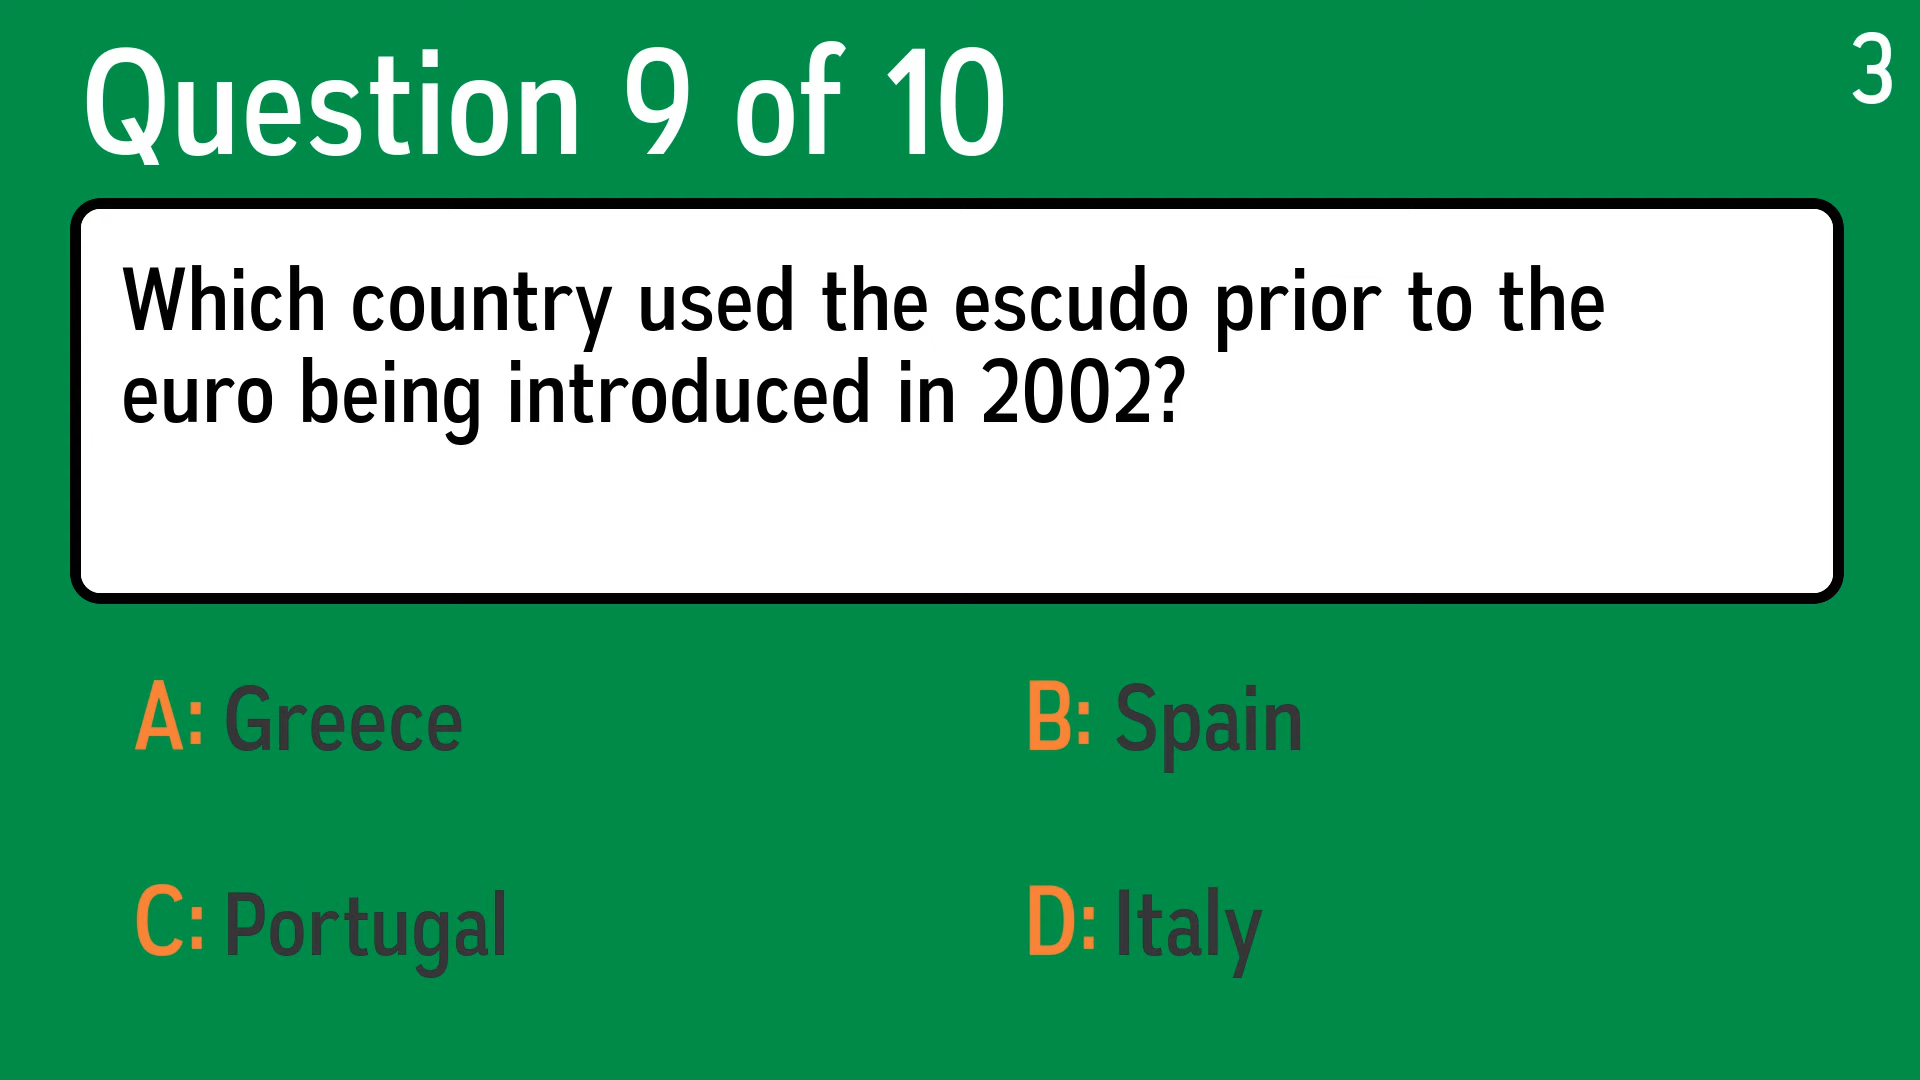 Question 9 of 10
3
Which country used the escudo prior to the
euro being introduced in 2002?
A: Greece
B: Spain
C: Portugal
D: Italy